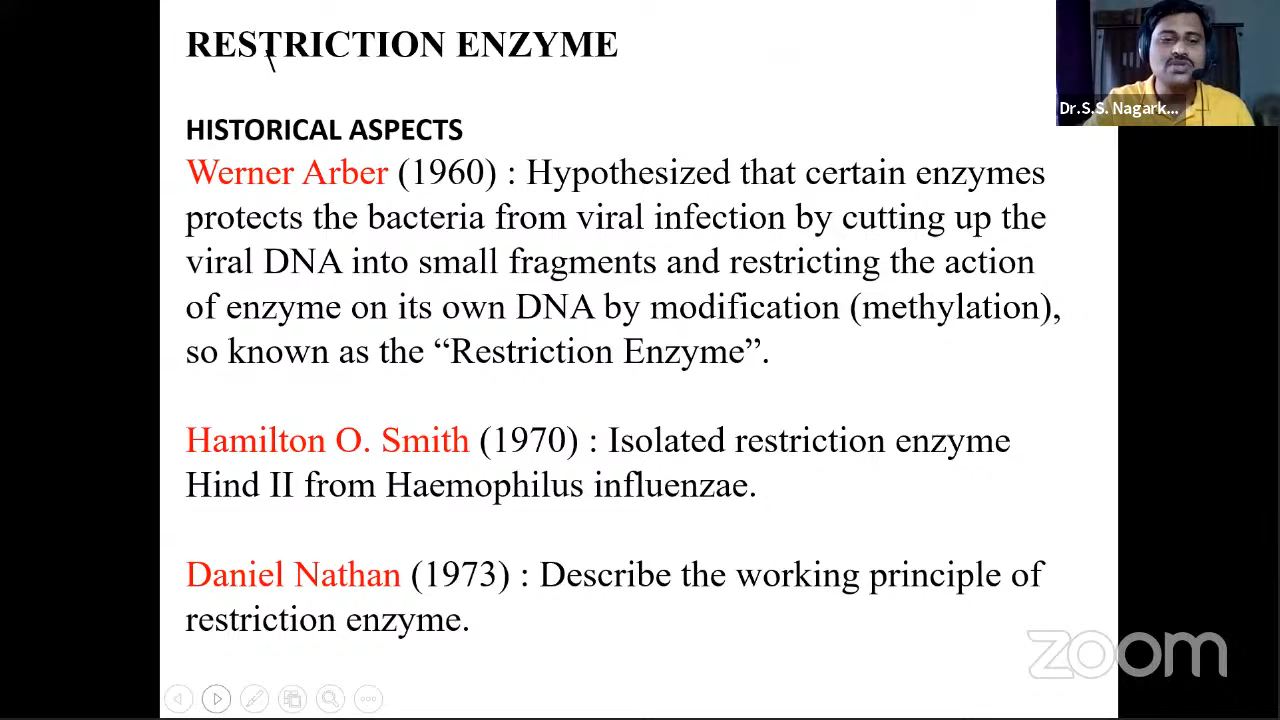 RESTRICTION ENZYME
Dr.S.S. Nagark...
HISTORICAL ASPECTS
Werner Arber (1960) : Hypothesized that certain enzymes
protects the bacteria from viral infection by cutting up the
viral DNA into small fragments and restricting the action
of enzyme on its own DNA by modification (methylation),
so known as the “Restriction Enzyme”.
Hamilton O. Smith (1970) : Isolated restriction enzyme
Hind II from Haemophilus influenzae.
Daniel Nathan (1973) : Describe the working principle of
restriction enzyme.
zoom